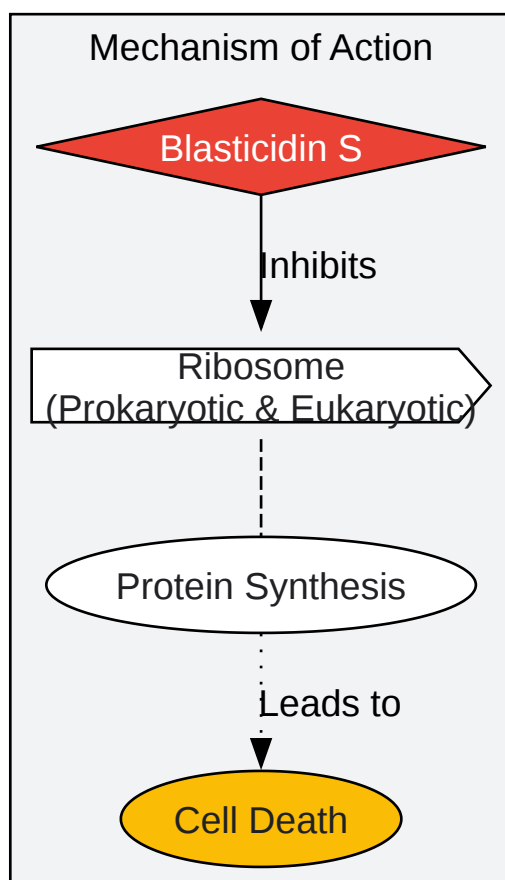 Mechanism of Action
Blasticidin S
Inhibits
Ribosome
(Prokaryotic & Eukaryotic)
Protein Synthesis
Leads to
Cell Death